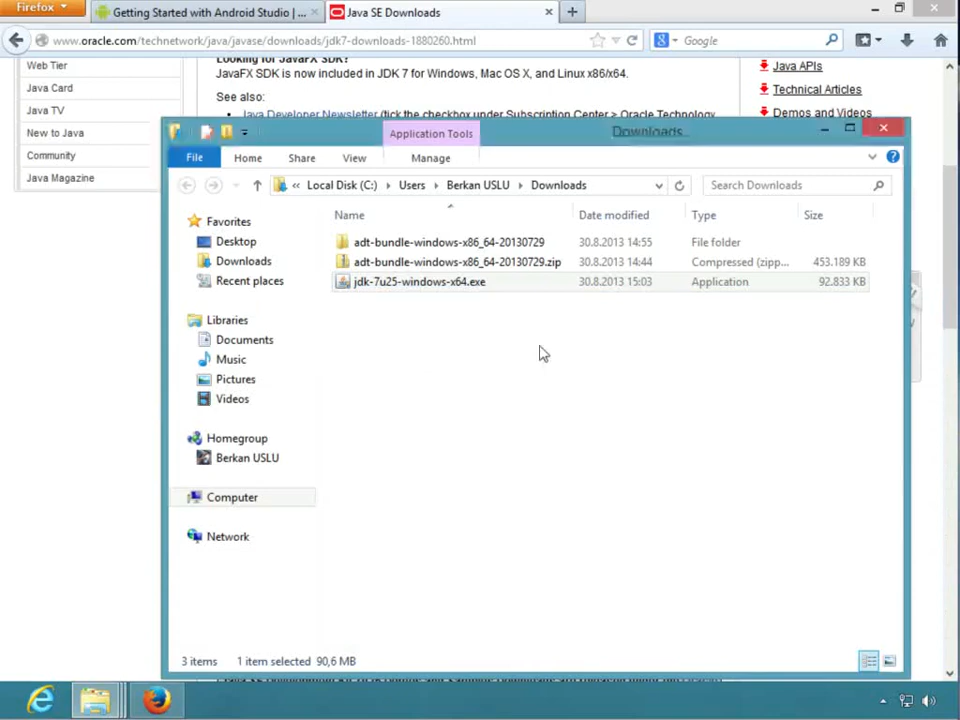 Firefox
Getting Started with Android Studio | ...
Java SE Downloads
www.oracle.com/technetwork/java/javase/downloads/jdk7-downloads-1880260.html
Google
Web Tier
Java Card
Java TV
New to Java
Community
Java Magazine
Looking for JavaFX SDK?
JavaFX SDK is now included in JDK 7 for Windows, Mac OS X, and Linux x86/x64.
See also:
Java Developer Newsletter (tick the checkbox under Subscription Center > Oracle Technology
Java APIs
Technical Articles
Demos and Videos
Application Tools
Downloads
File
Home
Share
View
Manage
« Local Disk (C:) Users Berkan USLU Downloads
Search Downloads
Name
Date modified
Type
Size
adt-bundle-windows-x86_64-20130729 30.8.2013 14:55 File folder
adt-bundle-windows-x86_64-20130729.zip 30.8.2013 14:44 Compressed (zipp... 453.189 KB
jdk-7u25-windows-x64.exe 30.8.2013 15:03 Application 92.833 KB
Favorites
Desktop
Downloads
Recent places
Libraries
Documents
Music
Pictures
Videos
Homegroup
Berkan USLU
Computer
Network
3 items 1 item selected 90,6 MB